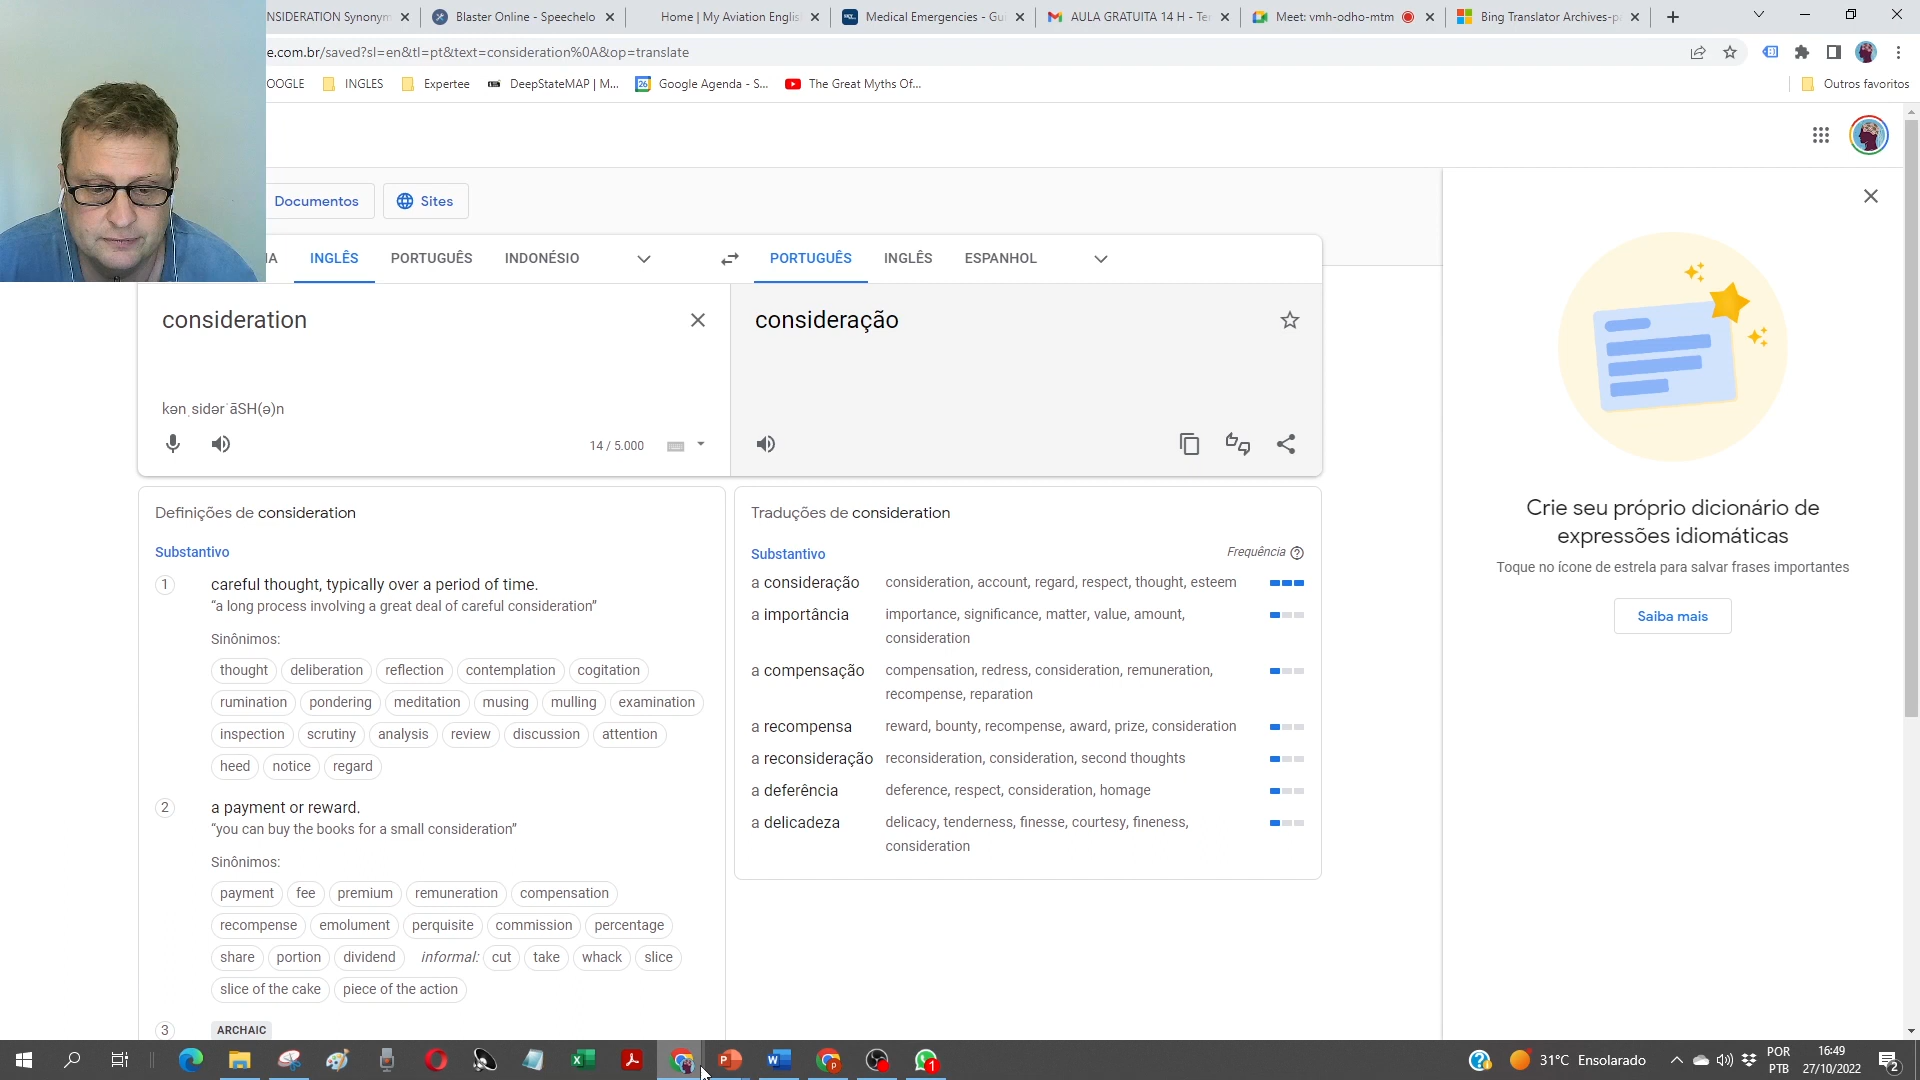 NSIDERATION Synonym
Blaster Online - Speechelo
Home | My Aviation Englis
Medical Emergencies - Gui
AULA GRATUITA 14 H - Te
Meet: vmh-odho-mtm
Bing Translator Archives-p
e.com.br/saved?sl=en&tl=pt&text=consideration%0A&op=translate
OOGLE
INGLES
Expertee
DeepStateMAP | M...
Google Agenda - S...
The Great Myths Of...
Outros favoritos
Documentos
Sites
IA
INGLÊS
PORTUGUÊS
INDONÉSIO
PORTUGUÊS
INGLÊS
ESPANHOL
consideration
kənˌsidərˈāSH(ə)n
14 / 5.000
consideração
Definições de consideration
Substantivo
1
careful thought, typically over a period of time.
“a long process involving a great deal of careful consideration”
Sinônimos:
thought deliberation reflection contemplation cogitation
rumination pondering meditation musing mulling examination
inspection scrutiny analysis review discussion attention
heed notice regard
2
a payment or reward.
“you can buy the books for a small consideration”
Sinônimos:
payment fee premium remuneration compensation
recompense emolument perquisite commission percentage
share portion dividend informal: cut take whack slice
slice of the cake piece of the action
3
ARCHAIC
Traduções de consideration
Substantivo
Frequência
a consideração consideration, account, regard, respect, thought, esteem
a importância importance, significance, matter, value, amount,
consideration
a compensação compensation, redress, consideration, remuneration,
recompense, reparation
a recompensa reward, bounty, recompense, award, prize, consideration
a reconsideração reconsideration, consideration, second thoughts
a deferência deference, respect, consideration, homage
a delicadeza delicacy, tenderness, finesse, courtesy, fineness,
consideration
Crie seu próprio dicionário de
expressões idiomáticas
Toque no ícone de estrela para salvar frases importantes
Saiba mais
31°C Ensolarado
POR
PTB
16:49
27/10/2022
2